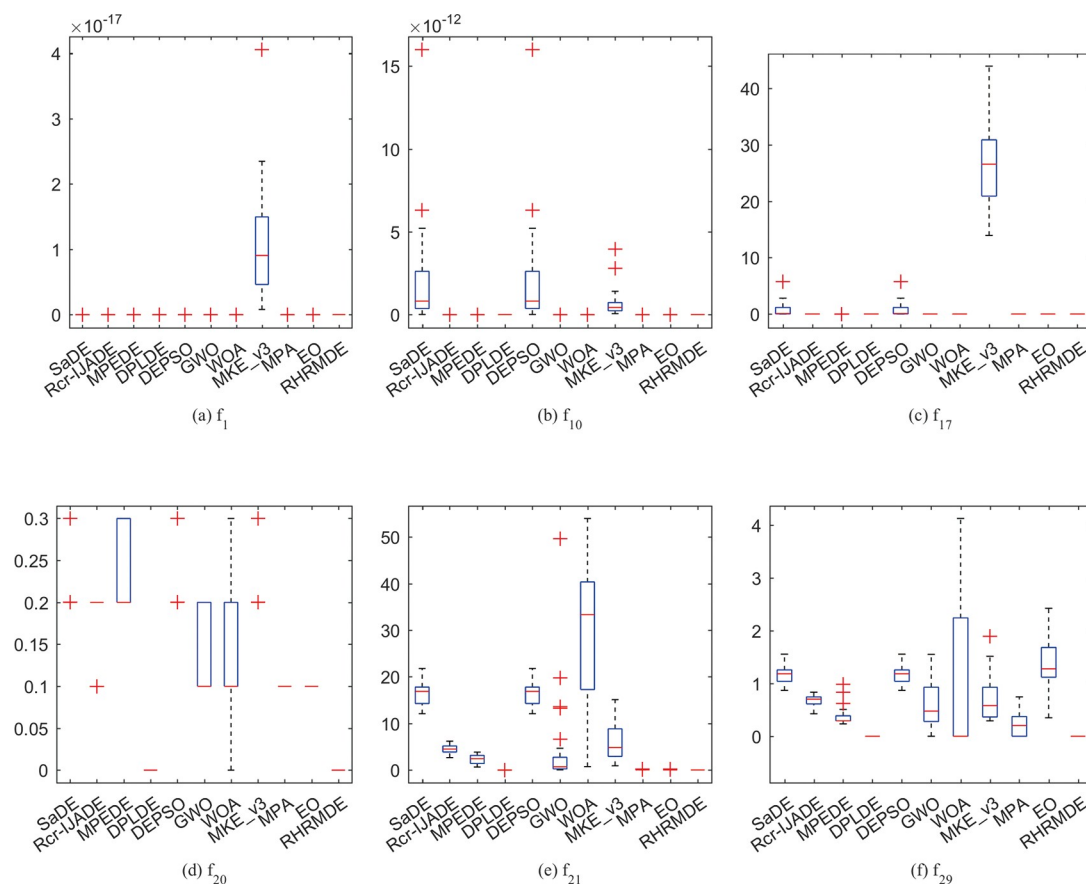 ×10⁻¹⁷
4
3
2
1
0
SaDE
Rcr-IJADE
MPEDE
DPLDE
DEPSO
GWO
WOA
MKE_v3
MPA
EO
RHRMDE
(a) f₁
×10⁻¹²
15
10
5
0
SaDE
Rcr-IJADE
MPEDE
DPLDE
DEPSO
GWO
WOA
MKE_v3
MPA
EO
RHRMDE
(b) f₁₀
40
30
20
10
0
SaDE
Rcr-IJADE
MPEDE
DPLDE
DEPSO
GWO
WOA
MKE_v3
MPA
EO
RHRMDE
(c) f₁₇
0.3
0.25
0.2
0.15
0.1
0.05
0
SaDE
Rcr-IJADE
MPEDE
DPLDE
DEPSO
GWO
WOA
MKE_v3
MPA
EO
RHRMDE
(d) f₂₀
50
40
30
20
10
0
SaDE
Rcr-IJADE
MPEDE
DPLDE
DEPSO
GWO
WOA
MKE_v3
MPA
EO
RHRMDE
(e) f₂₁
4
3
2
1
0
SaDE
Rcr-IJADE
MPEDE
DPLDE
DEPSO
GWO
WOA
MKE_v3
MPA
EO
RHRMDE
(f) f₂₉